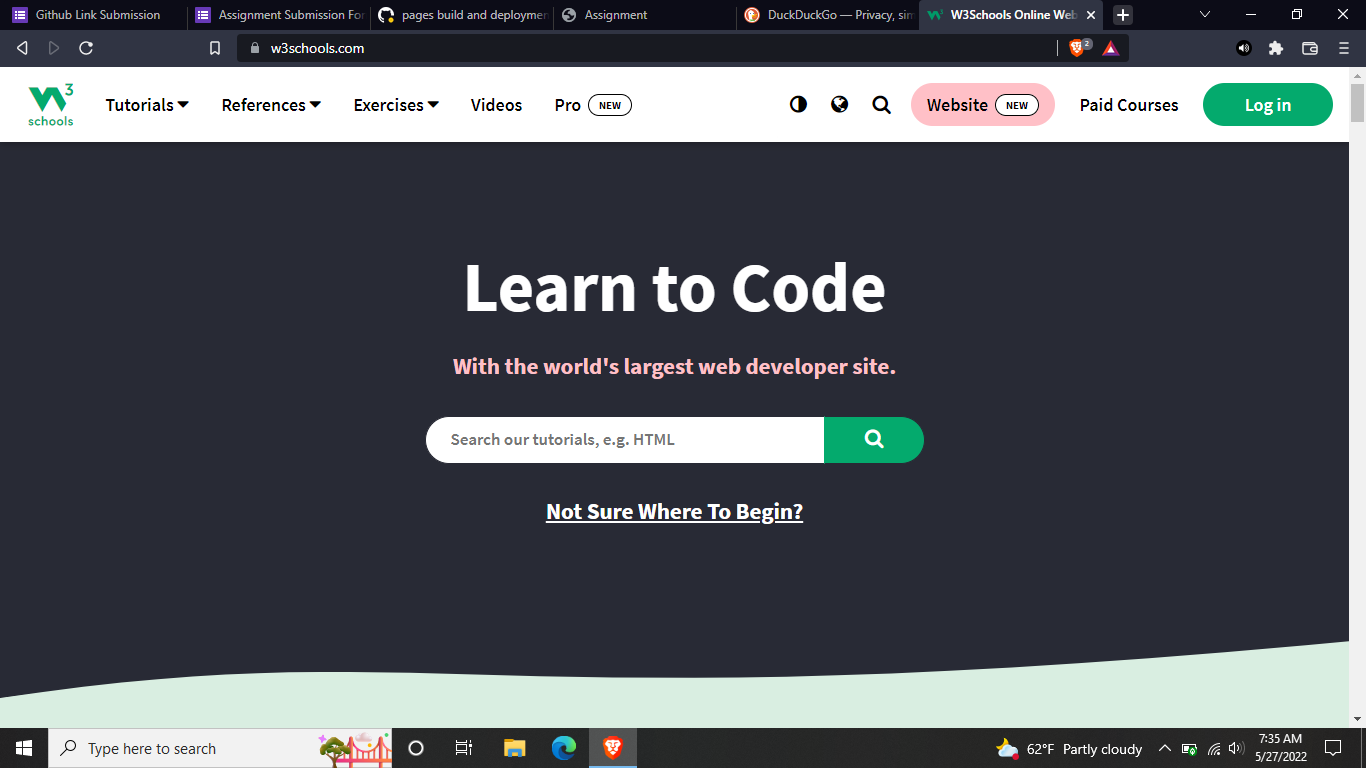 Github Link Submission
Assignment Submission For
pages build and deploymen
Assignment
DuckDuckGo — Privacy, sim
W3Schools Online Web
w3schools.com
2
W3 schools
Tutorials
References
Exercises
Videos
Pro NEW
Website NEW
Paid Courses
Log in
Learn to Code
With the world's largest web developer site.
Search our tutorials, e.g. HTML
Not Sure Where To Begin?
Type here to search
62°F Partly cloudy
7:35 AM
5/27/2022